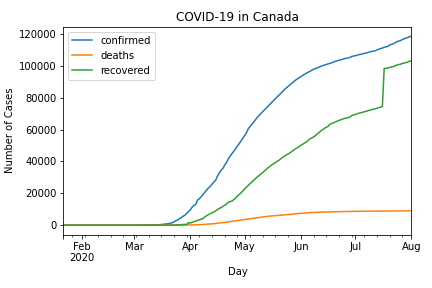 COVID-19 in Canada
confirmed
deaths
recovered
120000
100000
80000
60000
40000
20000
0
Number of Cases
Feb
2020
Mar
Apr
May
Jun
Jul
Aug
Day